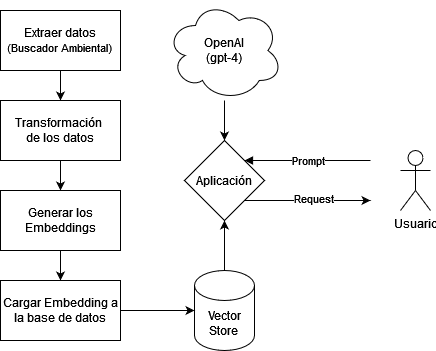 Extraer datos
(Buscador Ambiental)
Transformación
de los datos
Generar los
Embeddings
Cargar Embedding a
la base de datos
OpenAI
(gpt-4)
Aplicación
Prompt
Request
Usuario
Vector
Store